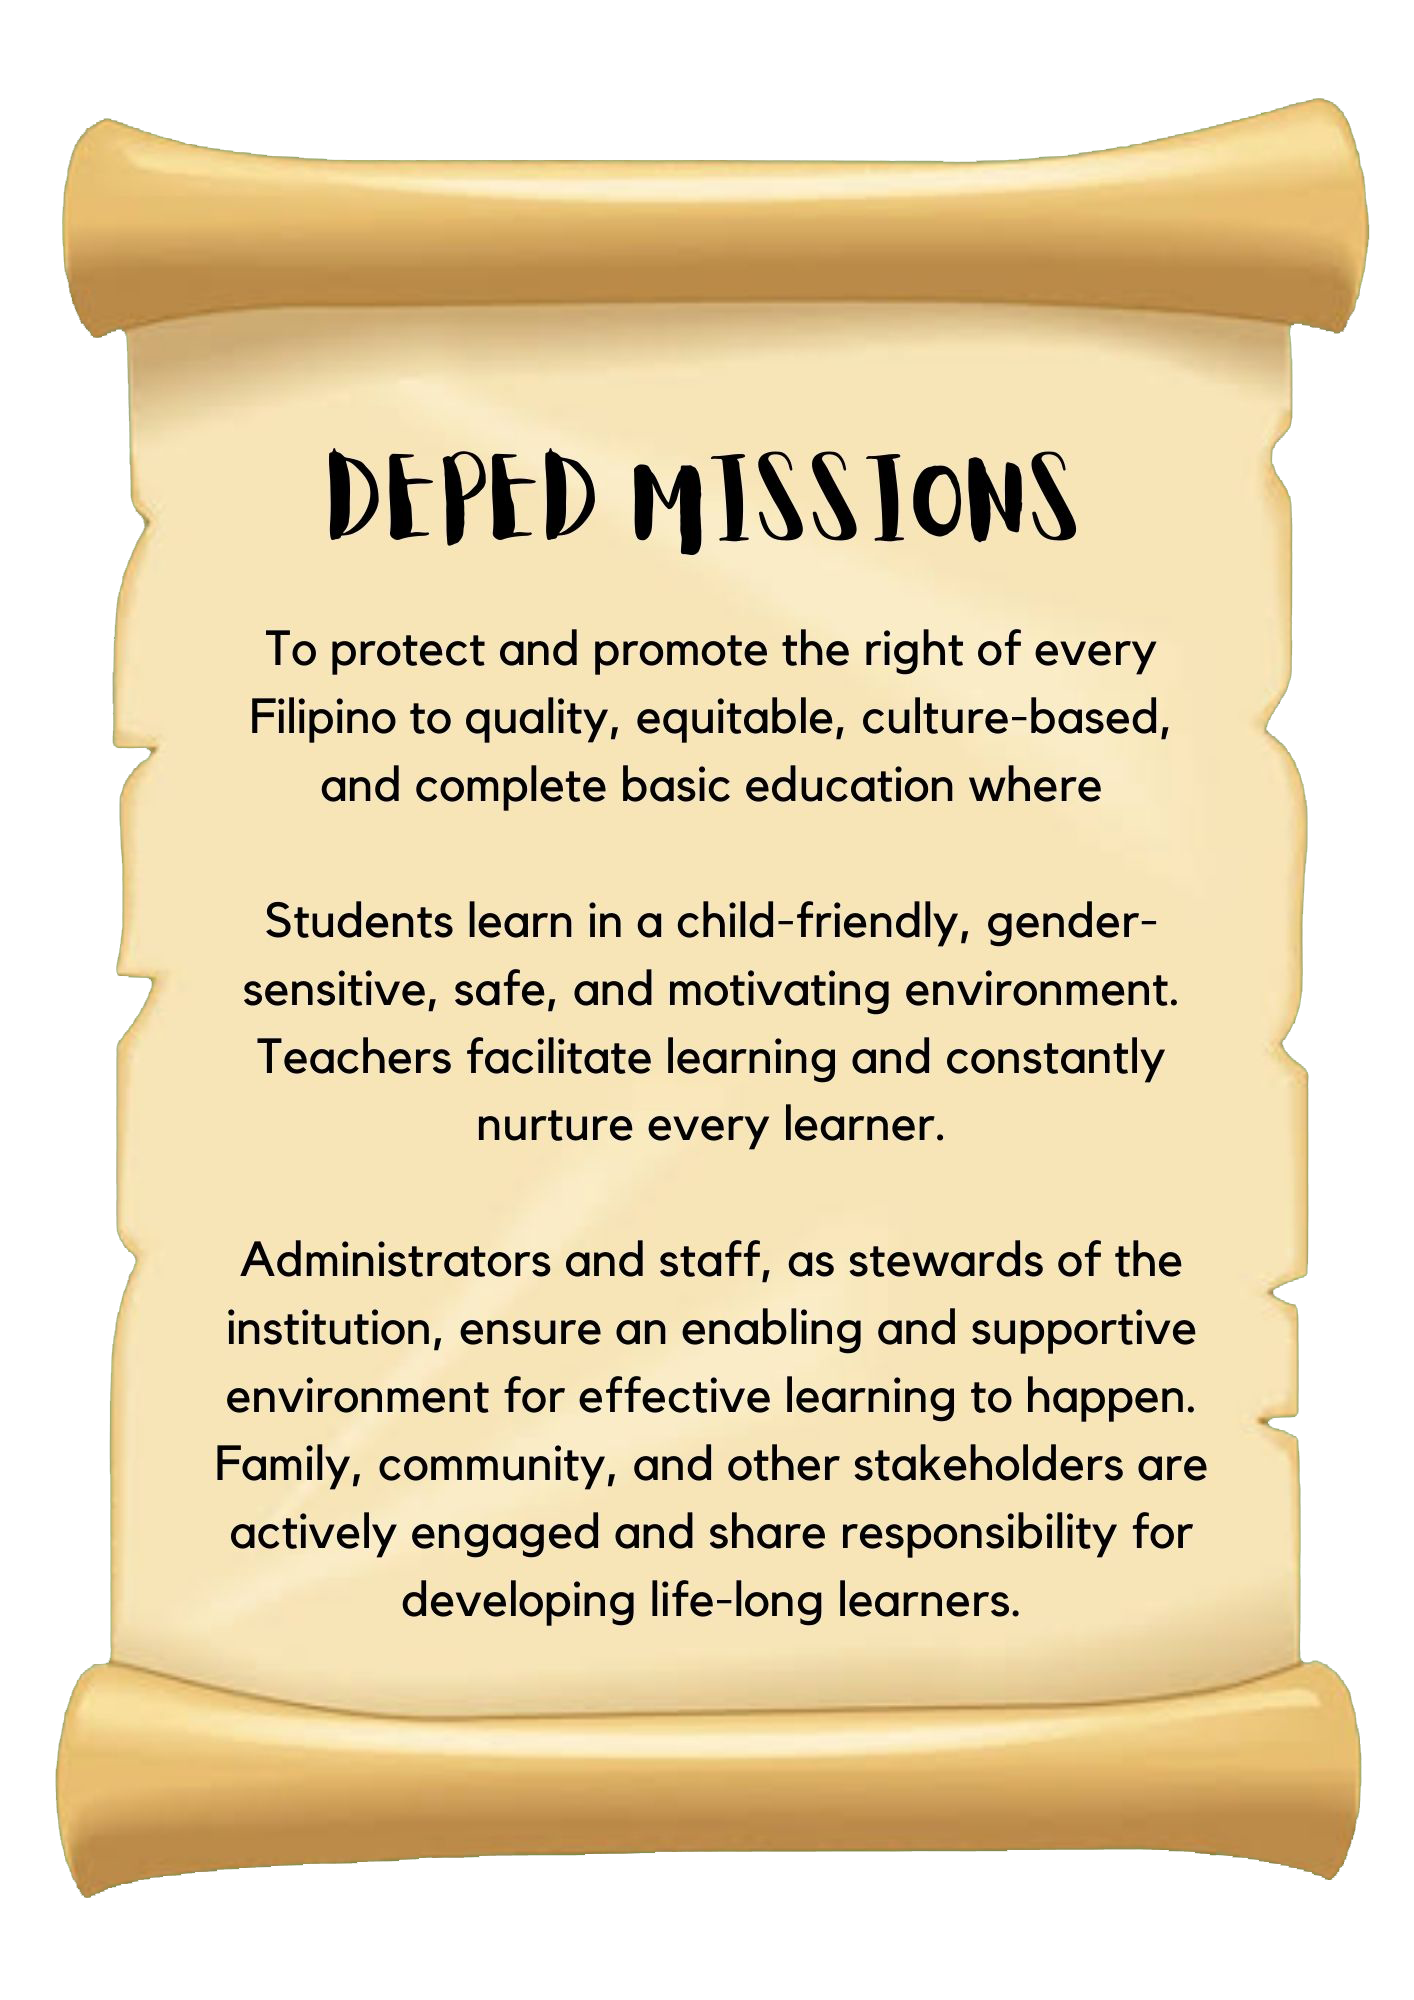 DEPED MISSIONS
To protect and promote the right of every
Filipino to quality, equitable, culture-based,
and complete basic education where
Students learn in a child-friendly, gender-
sensitive, safe, and motivating environment.
Teachers facilitate learning and constantly
nurture every learner.
Administrators and staff, as stewards of the
institution, ensure an enabling and supportive
environment for effective learning to happen.
Family, community, and other stakeholders are
actively engaged and share responsibility for
developing life-long learners.